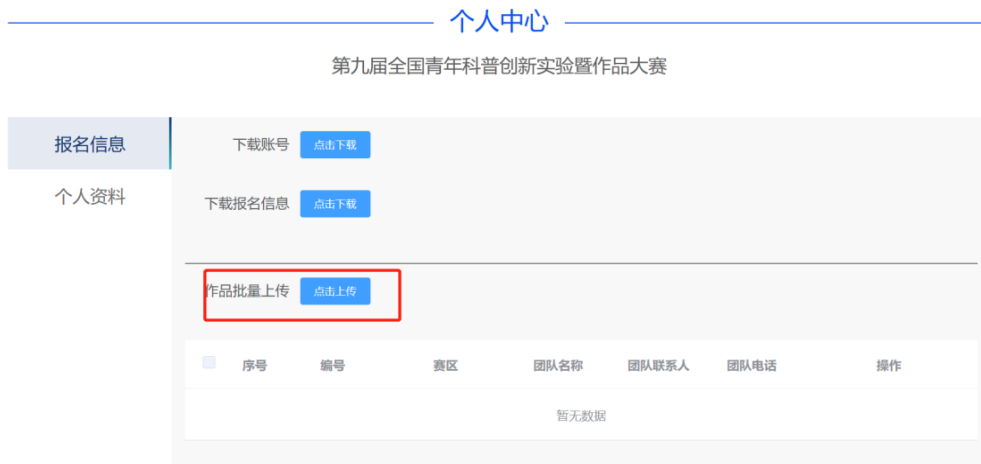 个人中心
第九届全国青年科普创新实验暨作品大赛
报名信息
个人资料
下载账号 点击下载
下载报名信息 点击下载
作品批量上传 点击上传
序号 编号 赛区 团队名称 团队联系人 团队电话 操作
暂无数据